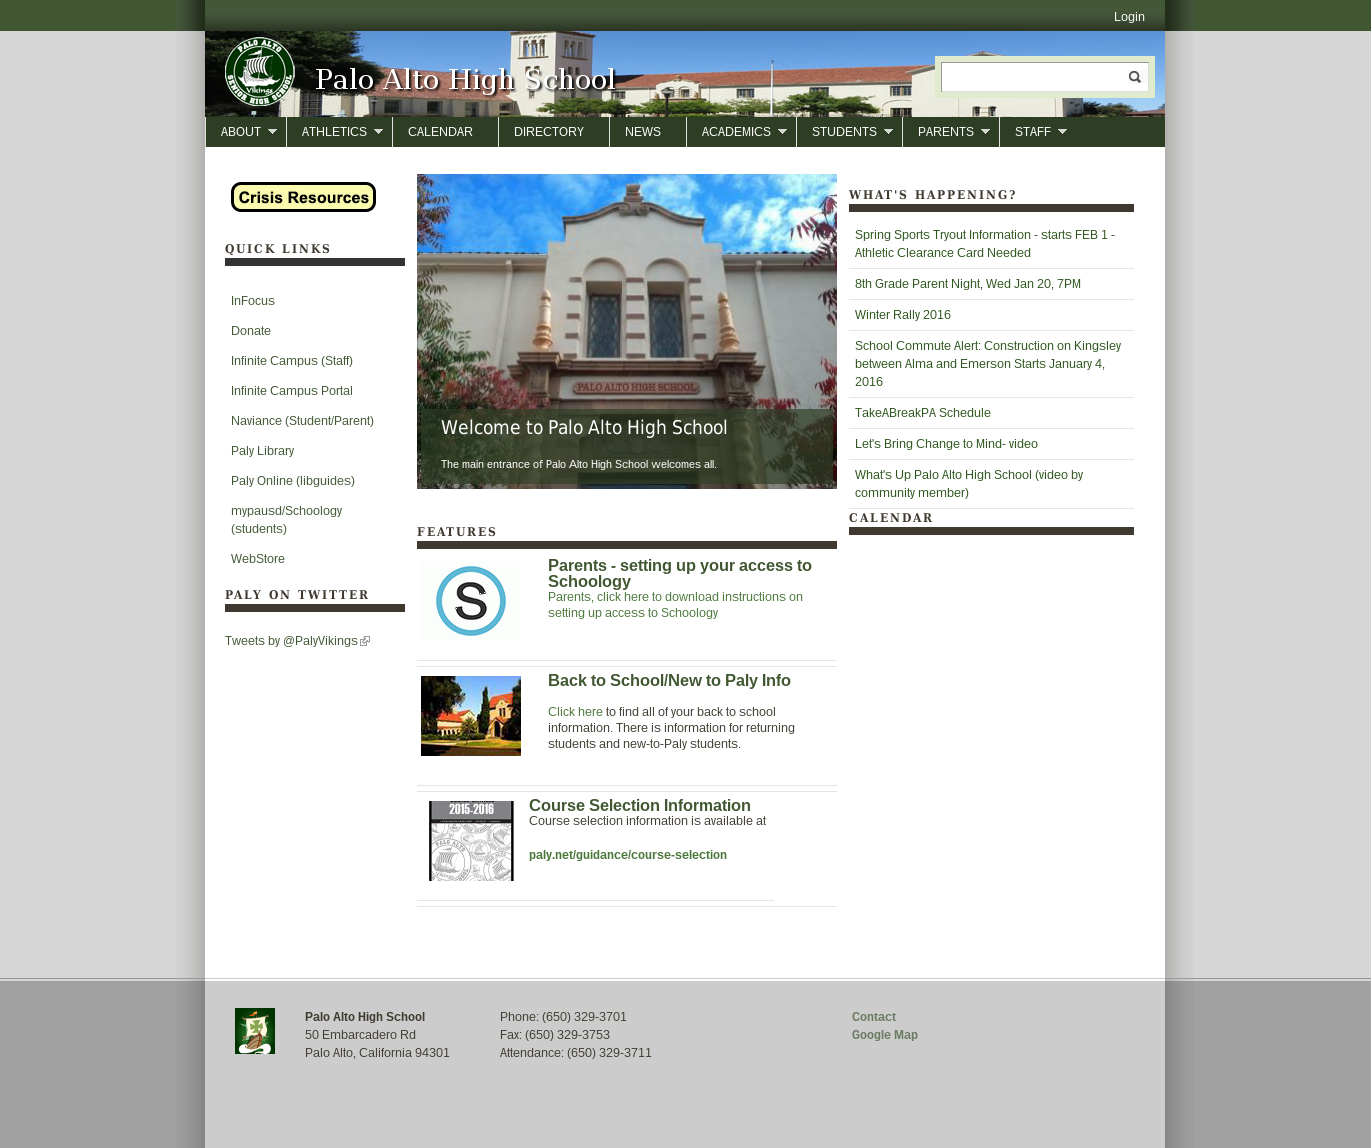 Login
PALO ALTO
SENIOR HIGH SCHOOL
Vikings
Palo Alto High School
ABOUT
ATHLETICS
CALENDAR
DIRECTORY
NEWS
ACADEMICS
STUDENTS
PARENTS
STAFF
Crisis Resources
QUICK LINKS
InFocus
Donate
Infinite Campus (Staff)
Infinite Campus Portal
Naviance (Student/Parent)
Paly Library
Paly Online (libguides)
mypausd/Schoology
(students)
WebStore
PALY ON TWITTER
Tweets by @PalyVikings
PALO ALTO HIGH SCHOOL
Welcome to Palo Alto High School
The main entrance of Palo Alto High School welcomes all.
FEATURES
S
Parents - setting up your access to
Schoology
Parents, click here to download instructions on
setting up access to Schoology
Back to School/New to Paly Info
Click here to find all of your back to school
information. There is information for returning
students and new-to-Paly students.
2015-2016
Course Selection Information
Course selection information is available at
paly.net/guidance/course-selection
WHAT'S HAPPENING?
Spring Sports Tryout Information - starts FEB 1 -
Athletic Clearance Card Needed
8th Grade Parent Night, Wed Jan 20, 7PM
Winter Rally 2016
School Commute Alert: Construction on Kingsley
between Alma and Emerson Starts January 4,
2016
TakeABreakPA Schedule
Let's Bring Change to Mind- video
What's Up Palo Alto High School (video by
community member)
CALENDAR
Palo Alto High School
50 Embarcadero Rd
Palo Alto, California 94301
Phone: (650) 329-3701
Fax: (650) 329-3753
Attendance: (650) 329-3711
Contact
Google Map